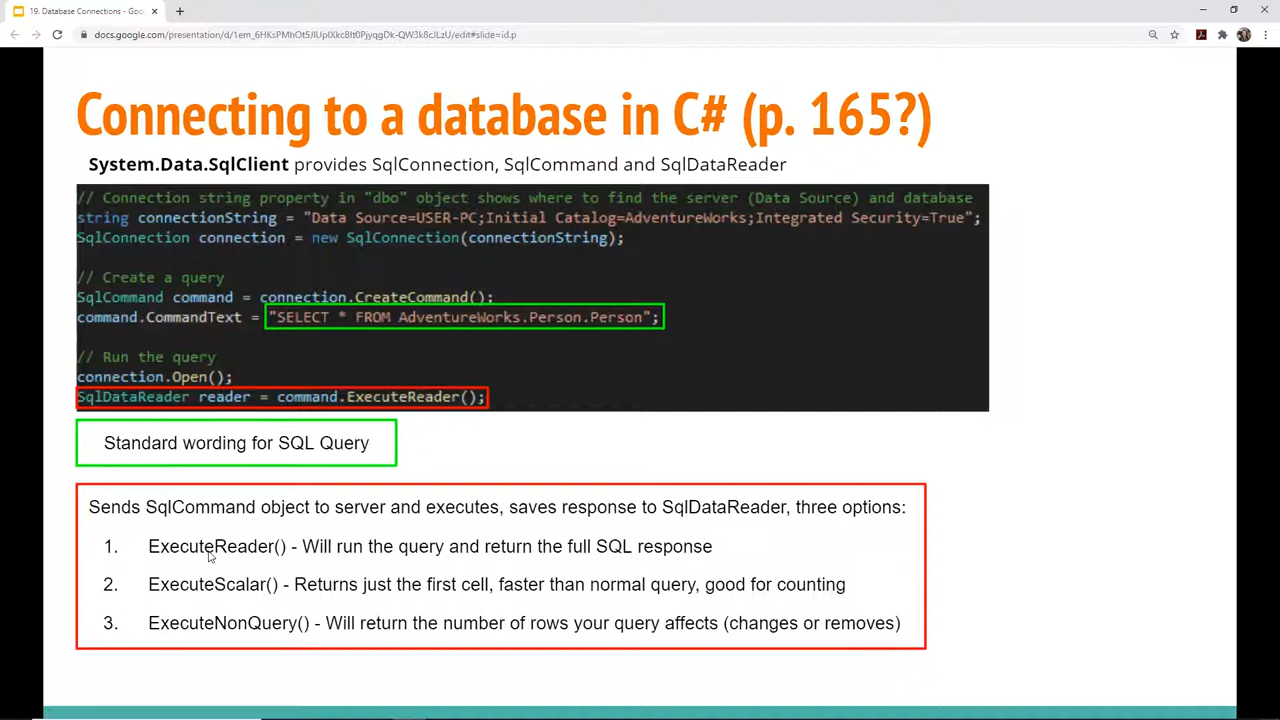 19. Database Connections - Goo
docs.google.com/presentation/d/1em_6HKsPMhOt5JlUpIXkcBIt0PjyqgDk-QW3k8cJLzU/edit#slide=id.p
Connecting to a database in C# (p. 165?)
System.Data.SqlClient provides SqlConnection, SqlCommand and SqlDataReader
// Connection string property in "dbo" object shows where to find the server (Data Source) and database
string connectionString = "Data Source=USER-PC;Initial Catalog=AdventureWorks;Integrated Security=True";
SqlConnection connection = new SqlConnection(connectionString);
// Create a query
SqlCommand command = connection.CreateCommand();
command.CommandText = "SELECT * FROM AdventureWorks.Person.Person";
// Run the query
connection.Open();
SqlDataReader reader = command.ExecuteReader();
Standard wording for SQL Query
Sends SqlCommand object to server and executes, saves response to SqlDataReader, three options:
1. ExecuteReader() - Will run the query and return the full SQL response
2. ExecuteScalar() - Returns just the first cell, faster than normal query, good for counting
3. ExecuteNonQuery() - Will return the number of rows your query affects (changes or removes)